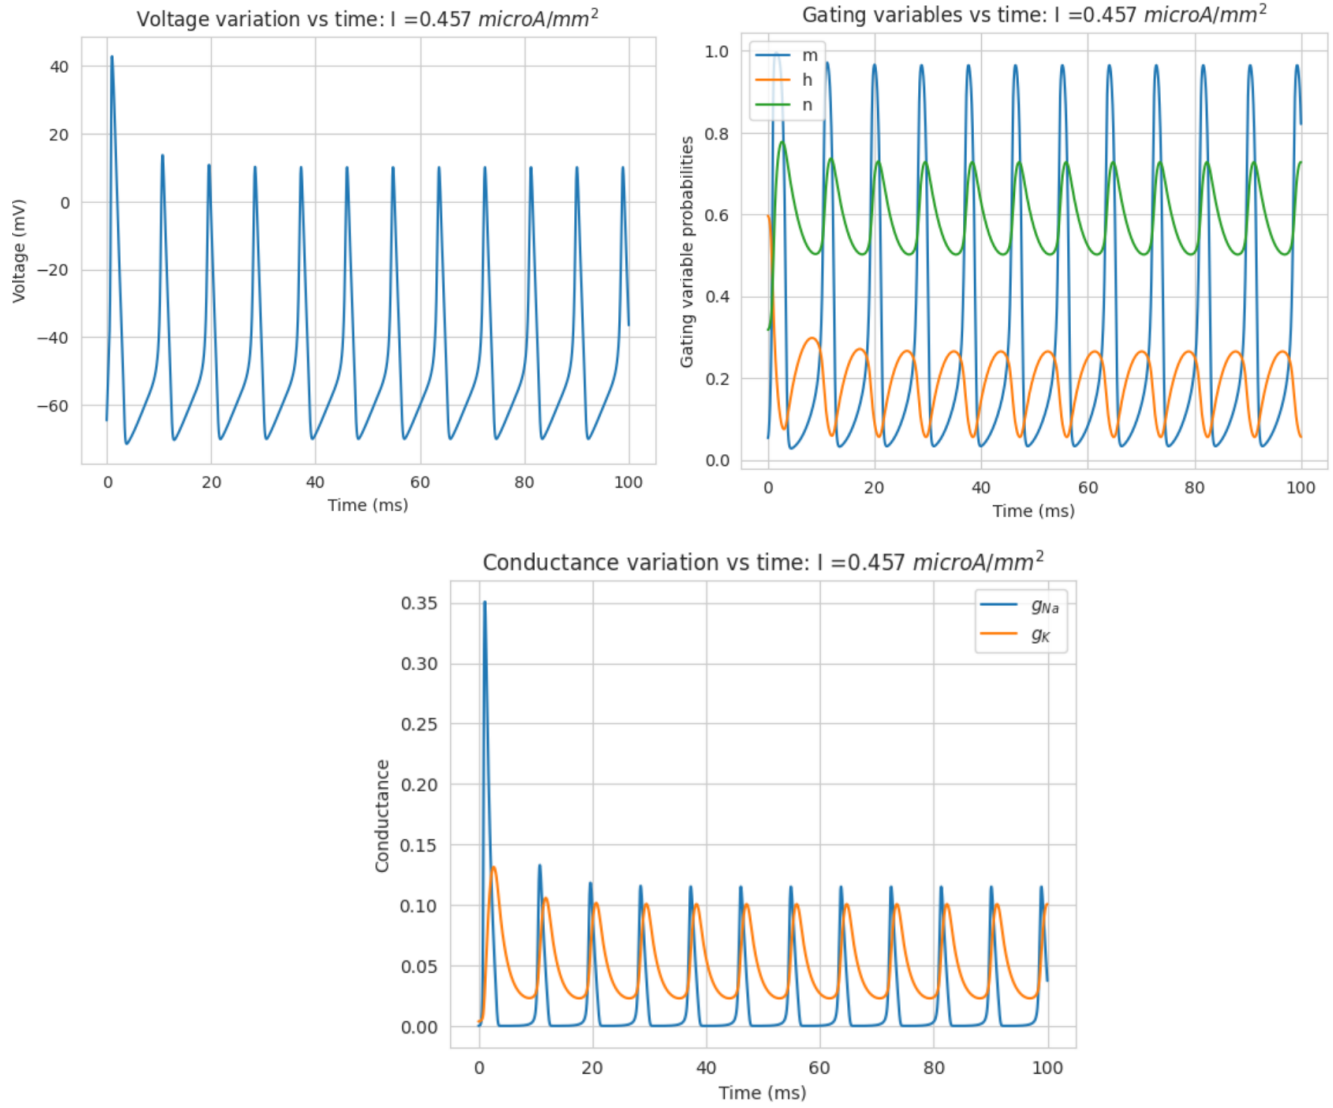 Voltage variation vs time: I =0.457 microA/mm²
40
20
0
−20
−40
−60
Voltage (mV)
0 20 40 60 80 100
Time (ms)
Gating variables vs time: I =0.457 microA/mm²
m
h
n
1.0
0.8
0.6
0.4
0.2
0.0
Gating variable probabilities
0 20 40 60 80 100
Time (ms)
Conductance variation vs time: I =0.457 microA/mm²
g_{Na}
g_{K}
0.35
0.30
0.25
0.20
0.15
0.10
0.05
0.00
Conductance
0 20 40 60 80 100
Time (ms)